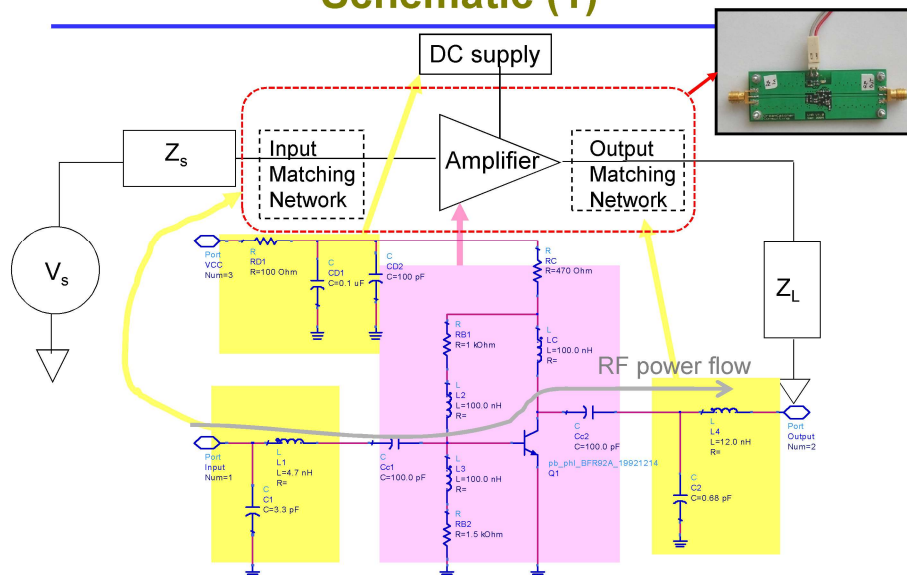 Schematic (1)
DC supply
Z_s
Input
Matching
Network
Amplifier
Output
Matching
Network
V_s
Z_L
Port
VCC
Num=3
R
RD1
R=100 Ohm
C
CD1
C=0.1 uF
C
CD2
C=100 pF
R
RC
R=470 Ohm
R
RB1
R=1 kOhm
L
LC
L=100.0 nH
R=
RF power flow
L
L2
L=100.0 nH
R=
Port
Input
Num=1
L
L1
L=4.7 nH
R=
C
C1
C=3.3 pF
C
Cc1
C=100.0 pF
L
L3
L=100.0 nH
R=
R
RB2
R=1.5 kOhm
C
Cc2
C=100.0 pF
pb_phl_BFR92A_19921214
Q1
L
L4
L=12.0 nH
R=
C
C2
C=0.68 pF
Port
Output
Num=2